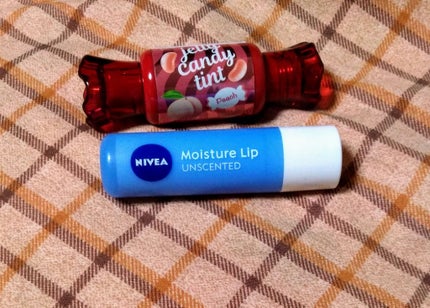 Jelly
candy
tint
Peach
NIVEA
Moisture Lip
UNSCENTED